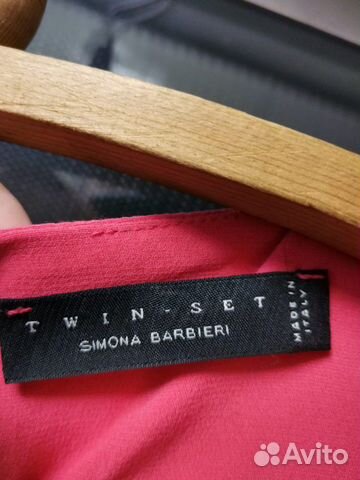 TWIN-SET
SIMONA BARBIERI
MADE IN
ITALY
Avito